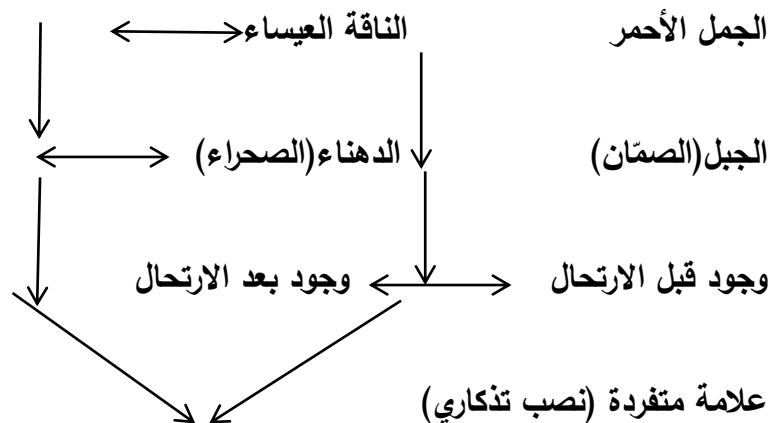 الجمل الأحمر الناقة العيساء
الجبل(الصمّان) الدهناء(الصحراء)
وجود قبل الارتحال وجود بعد الارتحال
علامة متفردة (نصب تذكاري)